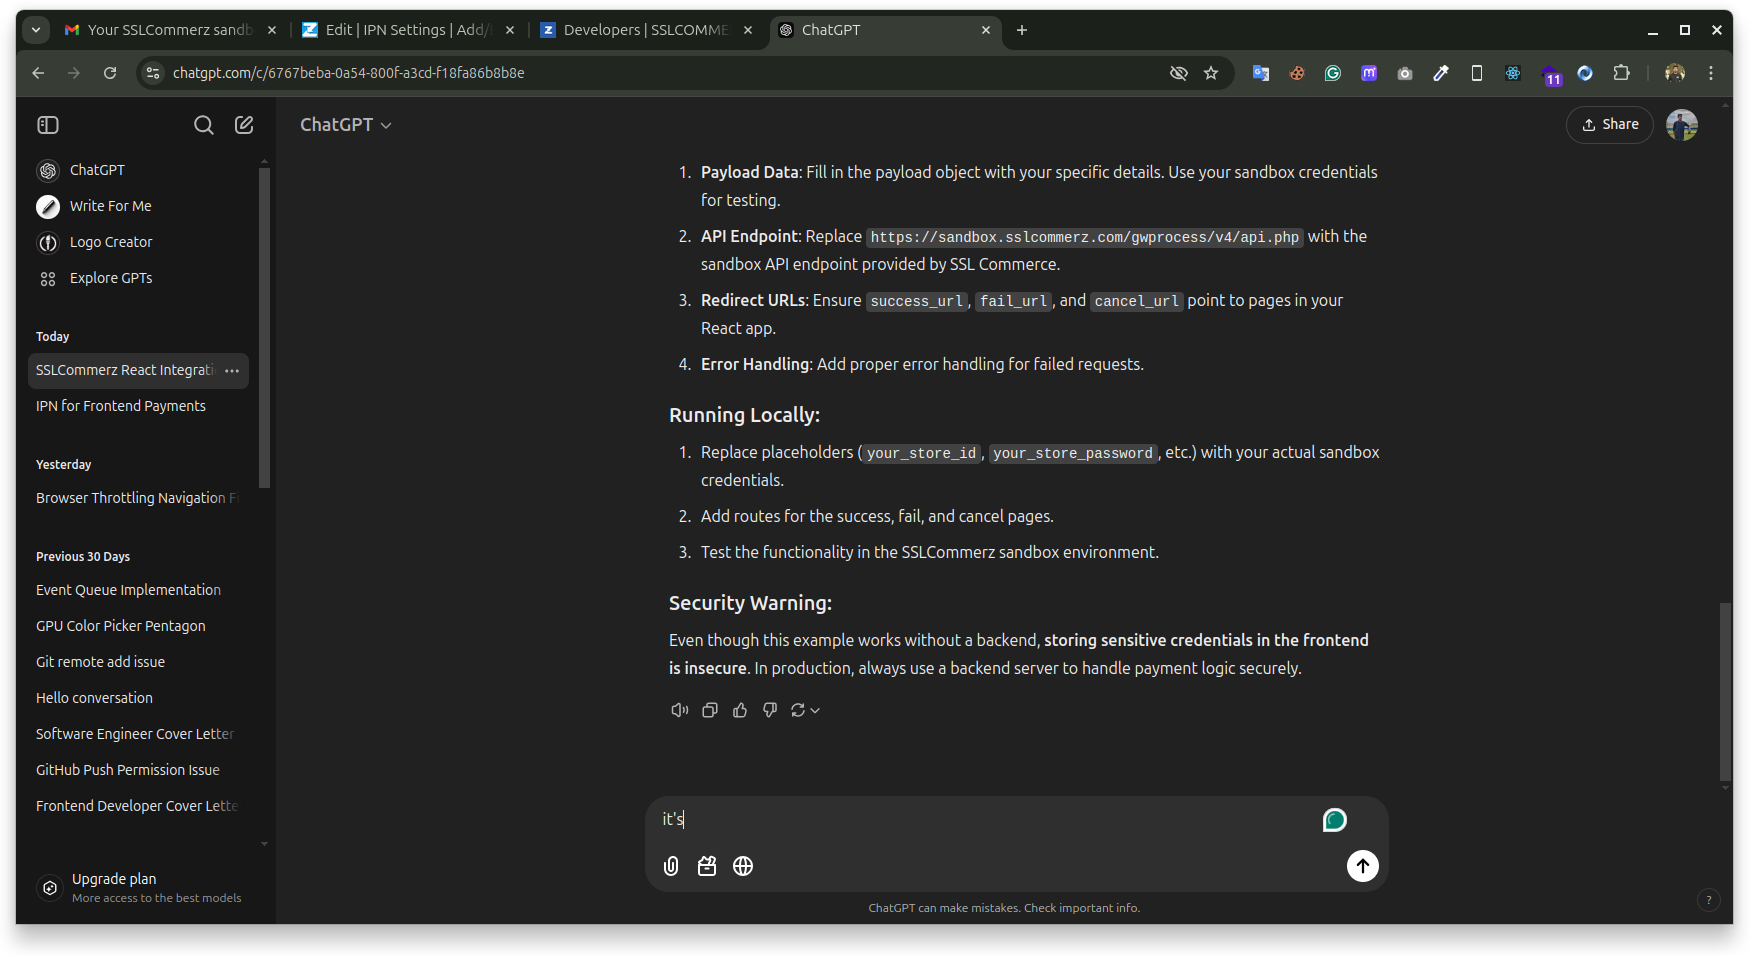 Your SSLCommerz sandb
Edit | IPN Settings | Add/
Developers | SSLCOMME
ChatGPT
chatgpt.com/c/6767beba-0a54-800f-a3cd-f18fa86b8b8e
11
ChatGPT
Share
ChatGPT
Write For Me
Logo Creator
Explore GPTs
Today
SSLCommerz React Integrati
IPN for Frontend Payments
Yesterday
Browser Throttling Navigation Fi
Previous 30 Days
Event Queue Implementation
GPU Color Picker Pentagon
Git remote add issue
Hello conversation
Software Engineer Cover Letter
GitHub Push Permission Issue
Frontend Developer Cover Lette
Upgrade plan
More access to the best models
1. Payload Data: Fill in the payload object with your specific details. Use your sandbox credentials
for testing.
2. API Endpoint: Replace https://sandbox.sslcommerz.com/gwprocess/v4/api.php with the
sandbox API endpoint provided by SSL Commerce.
3. Redirect URLs: Ensure success_url, fail_url, and cancel_url point to pages in your
React app.
4. Error Handling: Add proper error handling for failed requests.
Running Locally:
1. Replace placeholders (your_store_id, your_store_password, etc.) with your actual sandbox
credentials.
2. Add routes for the success, fail, and cancel pages.
3. Test the functionality in the SSLCommerz sandbox environment.
Security Warning:
Even though this example works without a backend, storing sensitive credentials in the frontend
is insecure. In production, always use a backend server to handle payment logic securely.
it's
ChatGPT can make mistakes. Check important info.
?